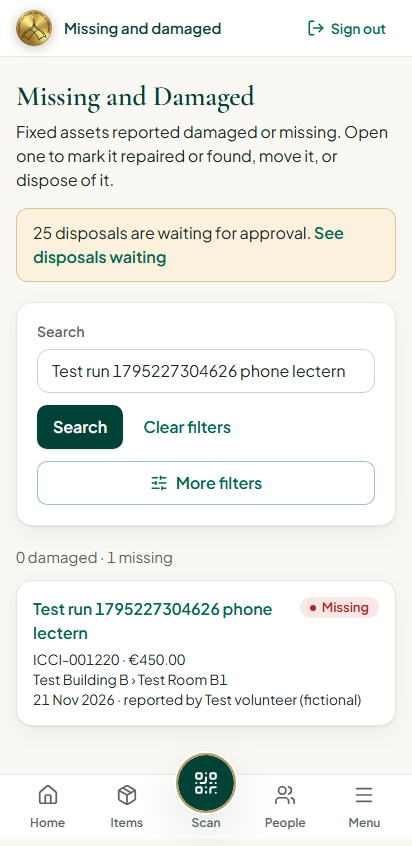 Missing and damaged
Sign out
Missing and Damaged
Fixed assets reported damaged or missing. Open
one to mark it repaired or found, move it, or
dispose of it.
25 disposals are waiting for approval. See
disposals waiting
Search
Test run 1795227304626 phone lectern
Search
Clear filters
More filters
0 damaged · 1 missing
Test run 1795227304626 phone
lectern
Missing
ICCI-001220 · €450.00
Test Building B › Test Room B1
21 Nov 2026 · reported by Test volunteer (fictional)
Home
Items
Scan
People
Menu